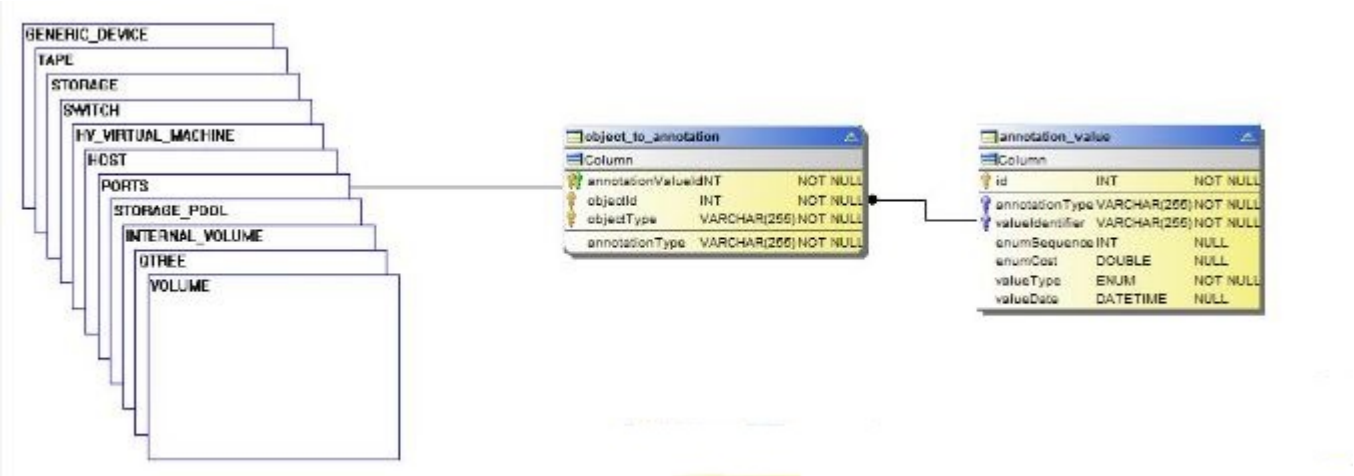 GENERIC_DEVICE
TAPE
STORAGE
SWITCH
HV_VIRTUAL_MACHINE
HOST
PORTS
STORAGE_POOL
INTERNAL_VOLUME
QTREE
VOLUME
object_to_annotation
Column
annotationValueId INT NOT NULL
objectId INT NOT NULL
objectType VARCHAR(255) NOT NULL
annotationType VARCHAR(255) NOT NULL
annotation_value
Column
id INT NOT NULL
annotationType VARCHAR(255) NOT NULL
valueIdentifier VARCHAR(255) NOT NULL
enumSequence INT NULL
enumCost DOUBLE NULL
valueType ENUM NOT NULL
valueDate DATETIME NULL